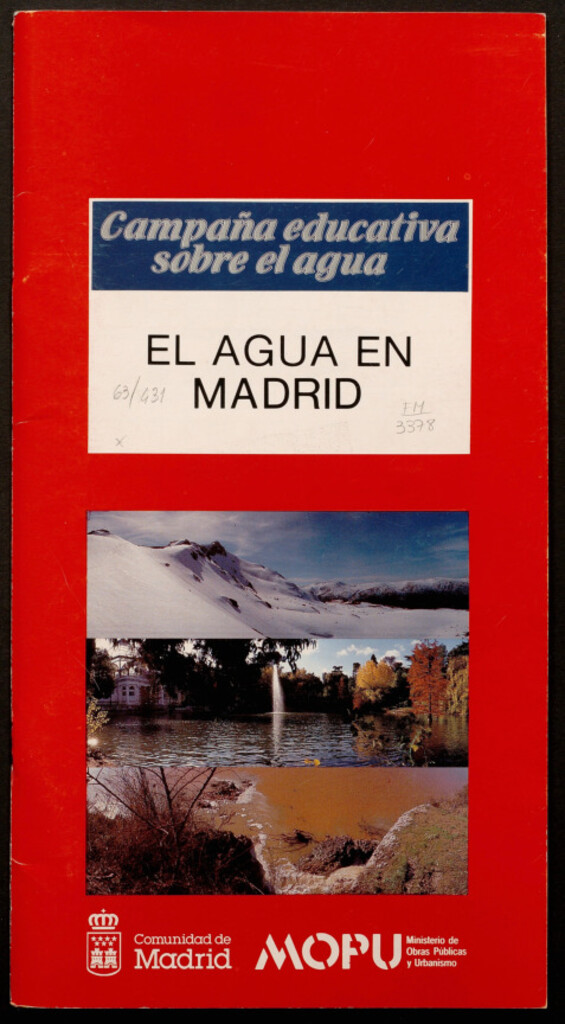 Campaña educativa
sobre el agua
EL AGUA EN
MADRID
63/431
FM
3378
x
Comunidad de
Madrid
MOPU
Ministerio de
Obras Públicas
y Urbanismo